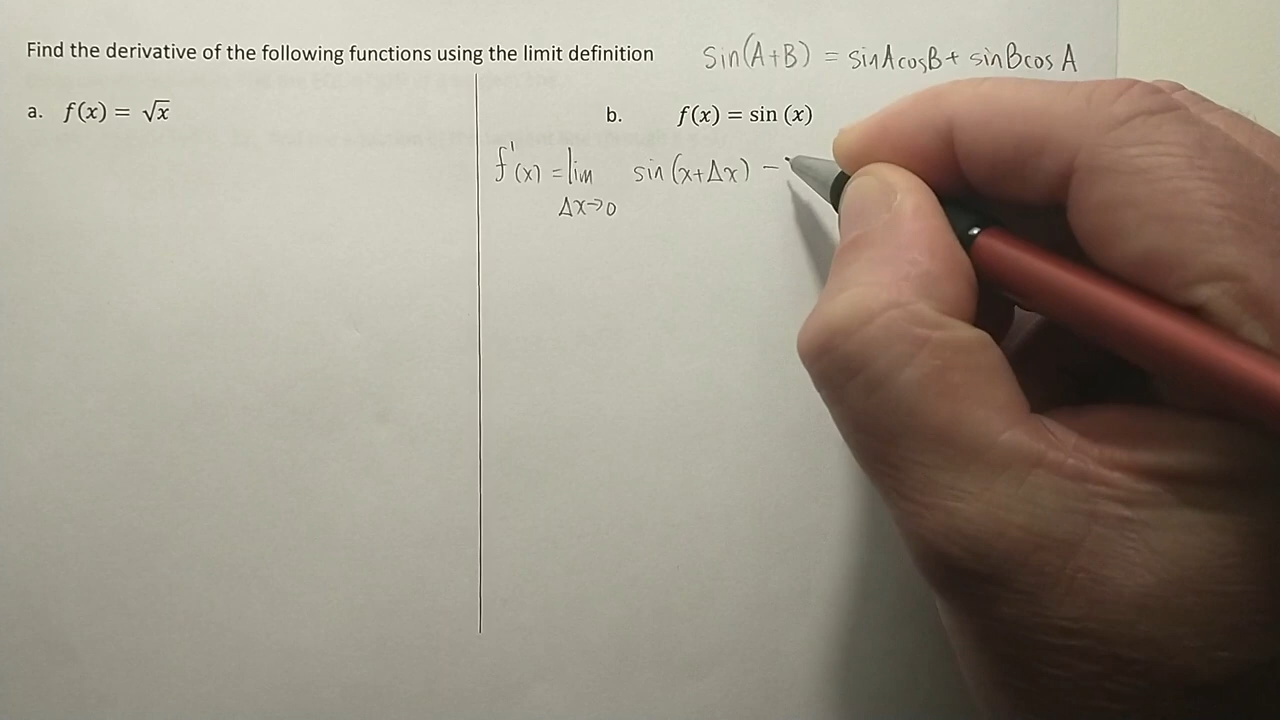 Find the derivative of the following functions using the limit definition
sin(A+B) = sinAcosB + sinBcosA
a. f(x) = √x
b. f(x) = sin (x)
f'(x) = lim sin(x+Δx) -
Δx→0